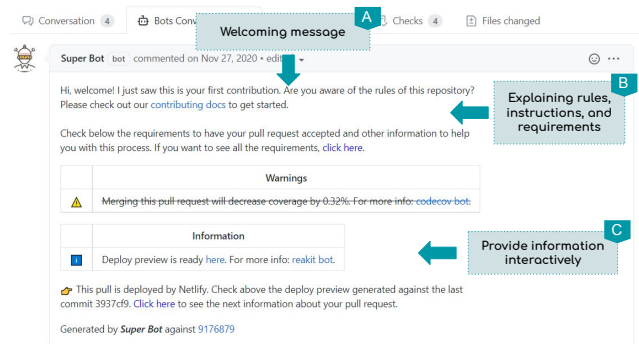 Conversation 4
Bots Conv
Checks 4
Files changed
A
Welcoming message
Super Bot bot commented on Nov 27, 2020 • edit
Hi, welcome! I just saw this is your first contribution. Are you aware of the rules of this repository?
Please check out our contributing docs to get started.
B
Explaining rules,
instructions, and
requirements
Check below the requirements to have your pull request accepted and other information to help
you with this process. If you want to see all the requirements, click here.
Warnings
Merging this pull request will decrease coverage by 0.32%. For more info: codecov bot.
Information
Deploy preview is ready here. For more info: reakit bot.
C
Provide information
interactively
This pull is deployed by Netlify. Check above the deploy preview generated against the last
commit 3937cf9. Click here to see the next information about your pull request.
Generated by Super Bot against 9176879